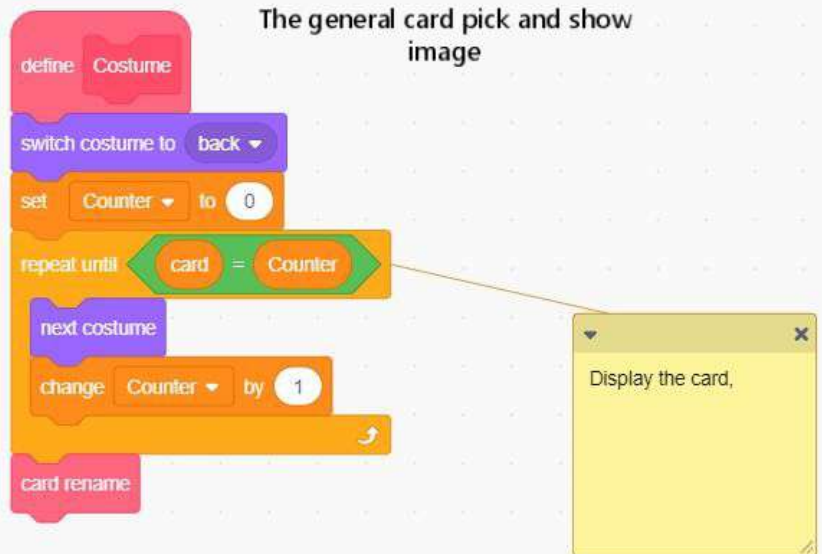 The general card pick and show
image
define Costume
switch costume to back
set Counter to 0
repeat until card = Counter
next costume
change Counter by 1
Display the card,
card rename